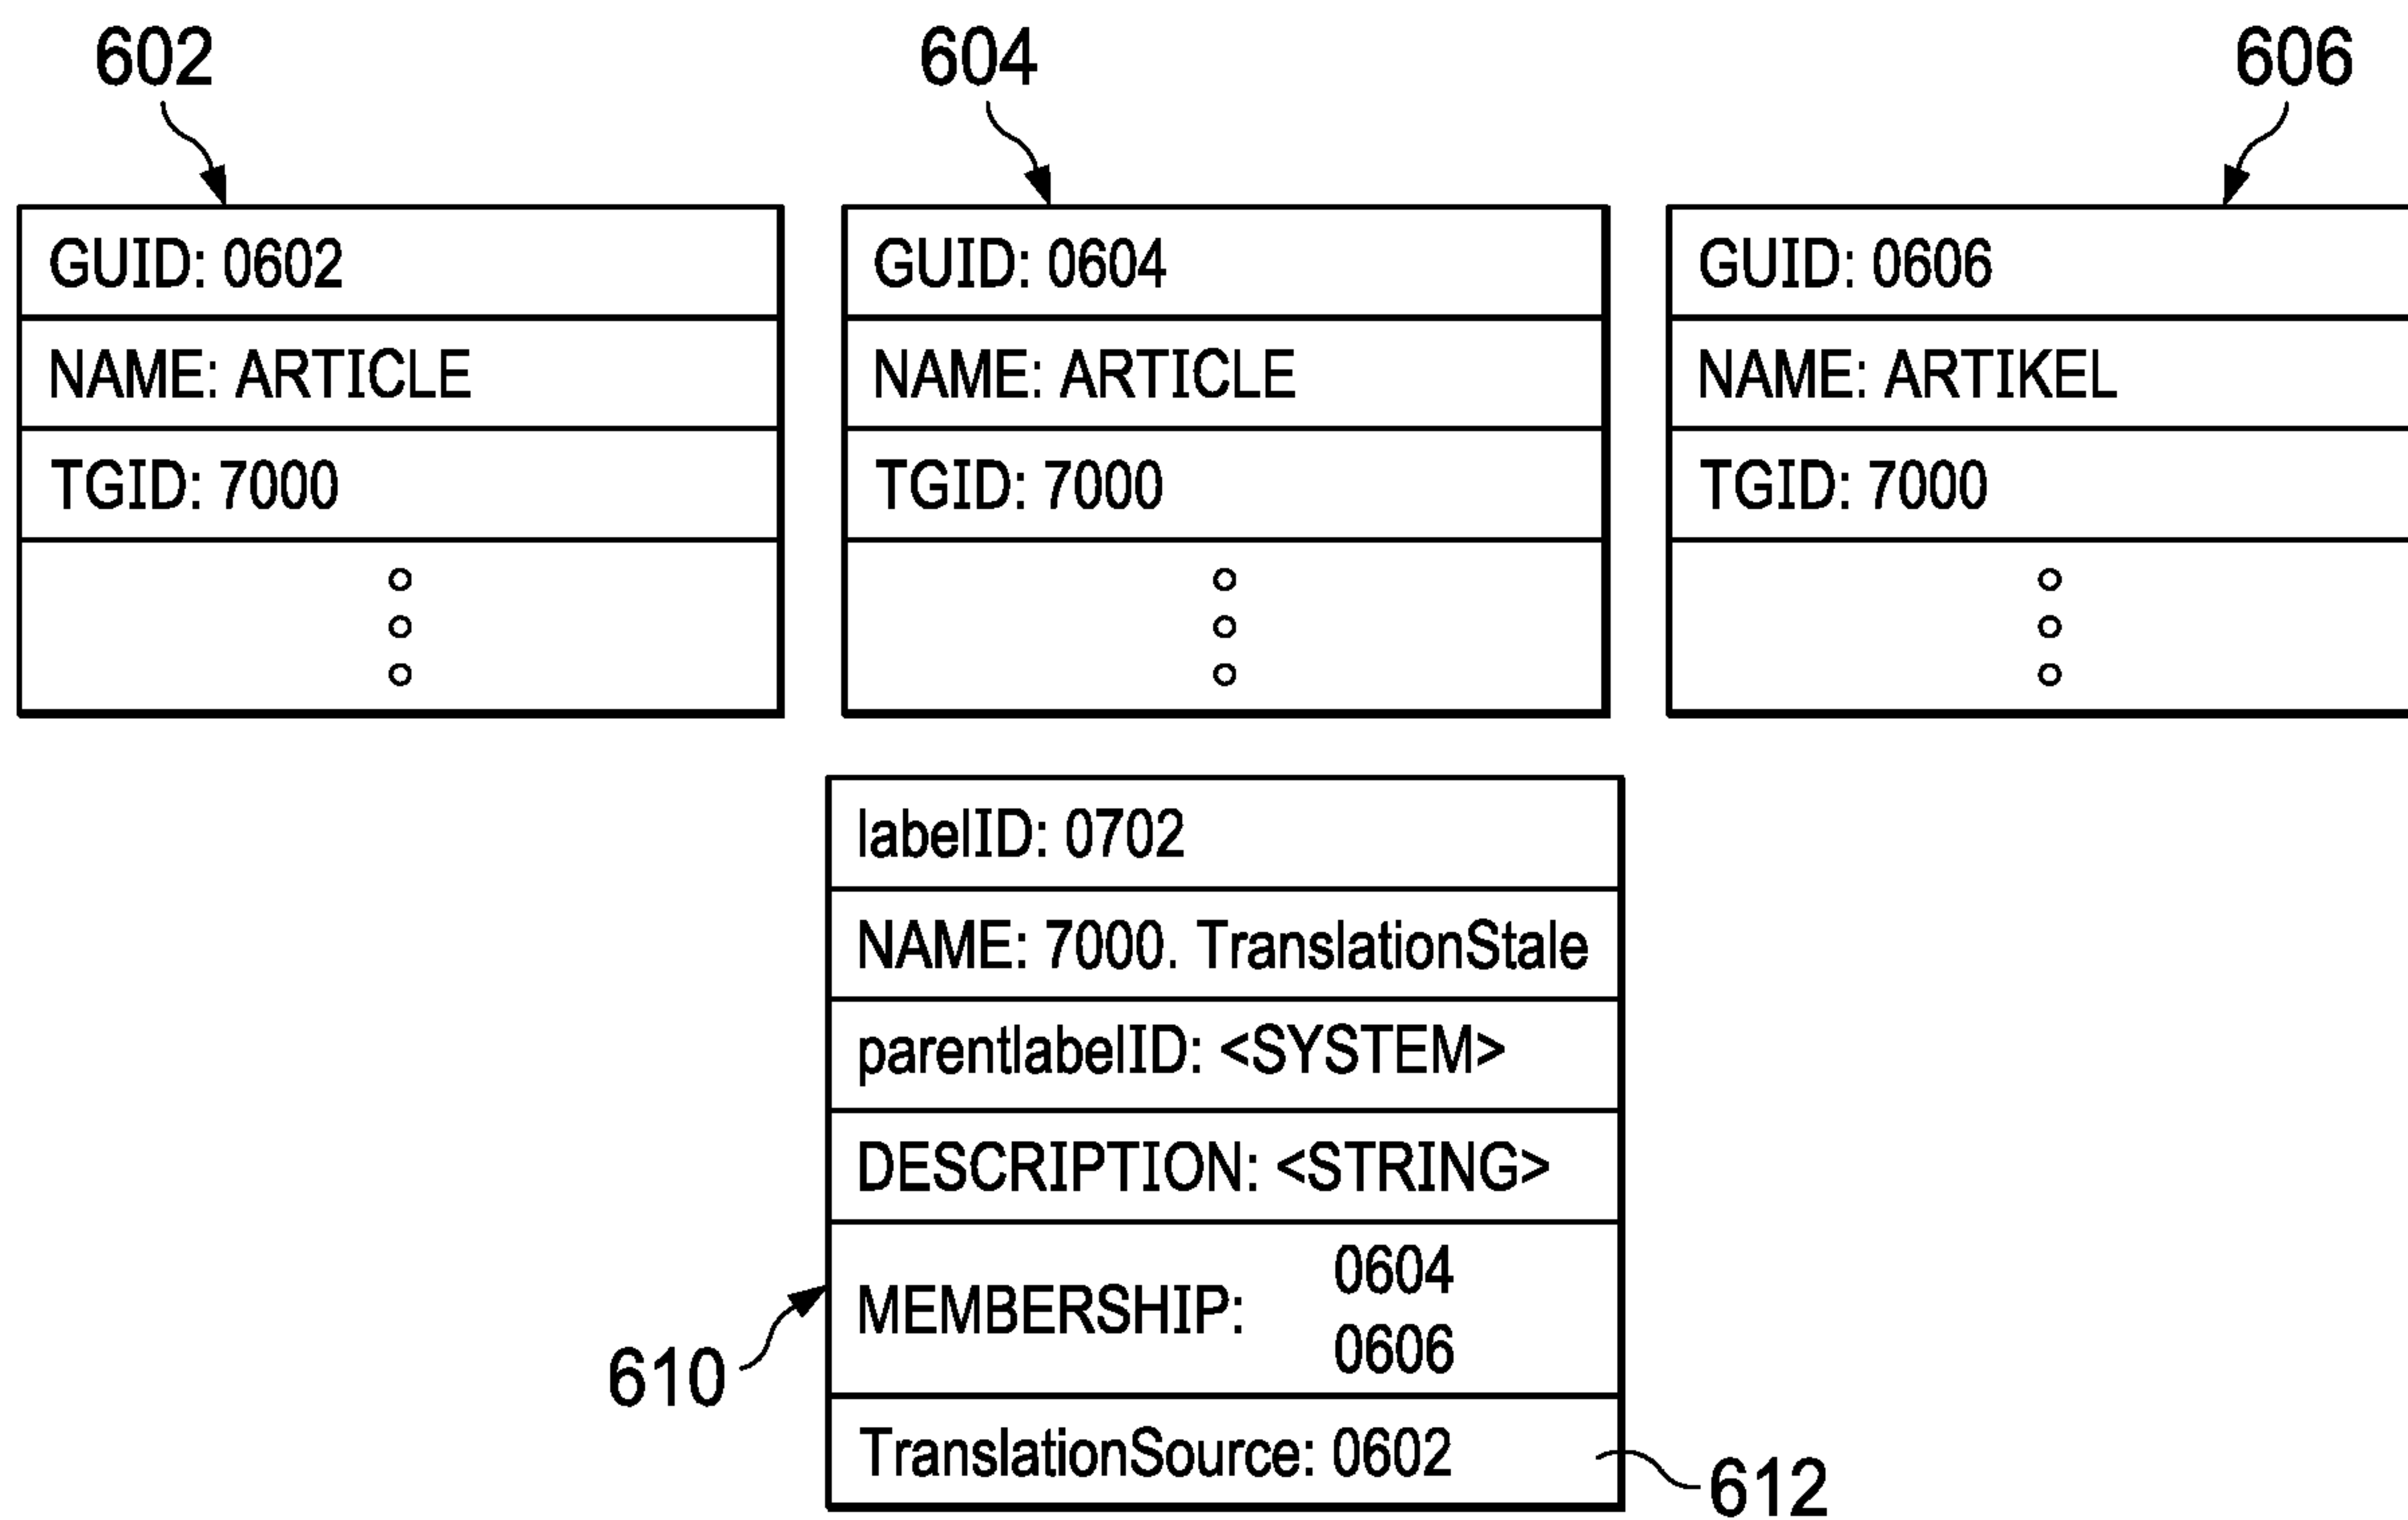 602
604
606
GUID: 0602
NAME: ARTICLE
TGID: 7000
GUID: 0604
NAME: ARTICLE
TGID: 7000
GUID: 0606
NAME: ARTIKEL
TGID: 7000
labelID: 0702
NAME: 7000. TranslationStale
parentlabelID: <SYSTEM>
DESCRIPTION: <STRING>
MEMBERSHIP:
0604
0606
TranslationSource: 0602
610
612